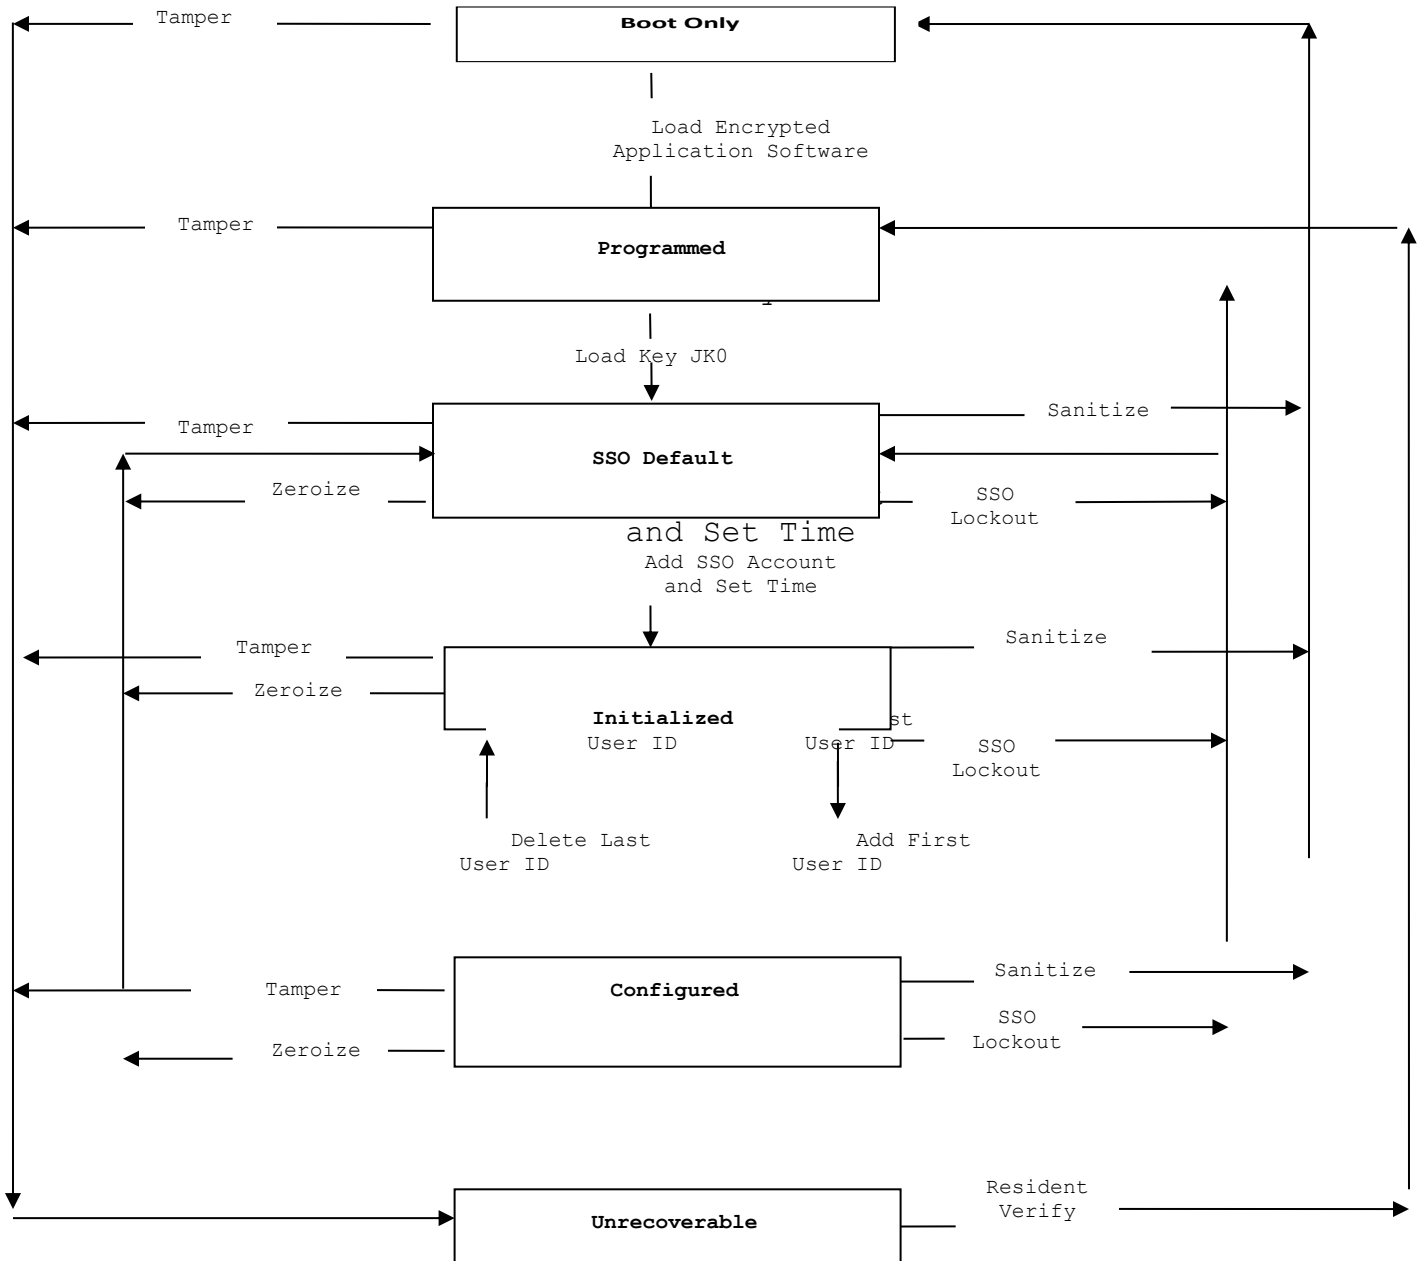 Tamper
Boot Only
Load Encrypted
Application Software
Tamper
Programmed
Load Key JK0
Sanitize
Tamper
SSO Default
Zeroize
SSO
Lockout
and Set Time
Add SSO Account
and Set Time
Tamper
Sanitize
Zeroize
Initialized
st
User ID
User ID
SSO
Lockout
Delete Last
User ID
Add First
User ID
Tamper
Configured
Sanitize
SSO
Lockout
Zeroize
Resident
Verify
Unrecoverable